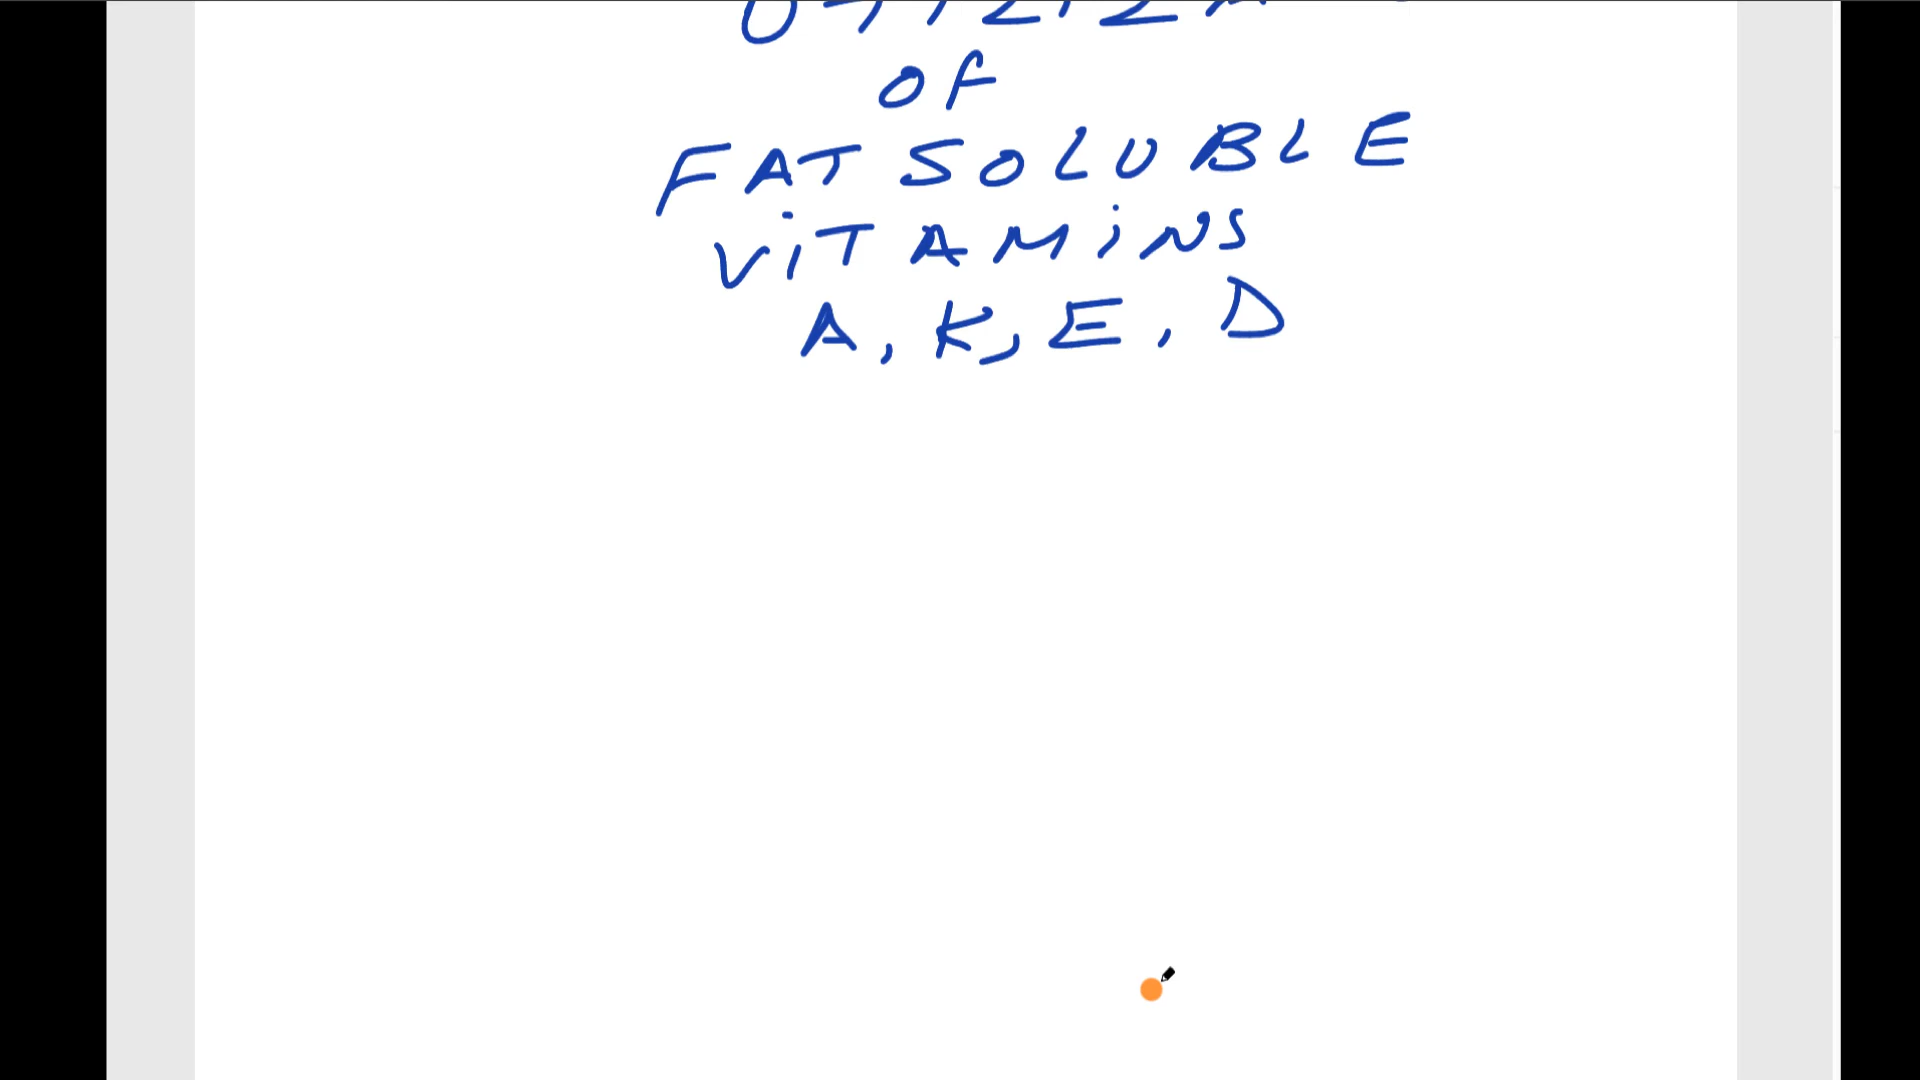 OF
FAT SOLUBLE
ViTAMiNS
A, K, E, D